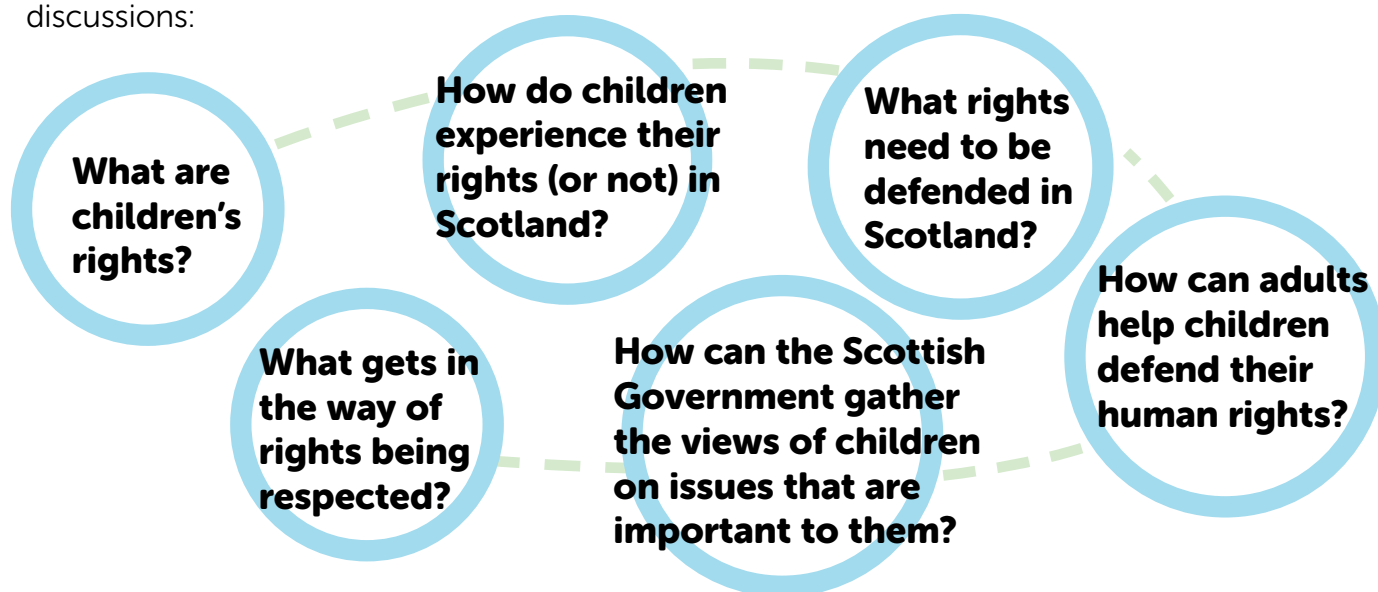 discussions:
What are
children’s
rights?
How do children
experience their
rights (or not) in
Scotland?
What rights
need to be
defended in
Scotland?
How can adults
help children
defend their
human rights?
How can the Scottish
Government gather
the views of children
on issues that are
important to them?
What gets in
the way of
rights being
respected?